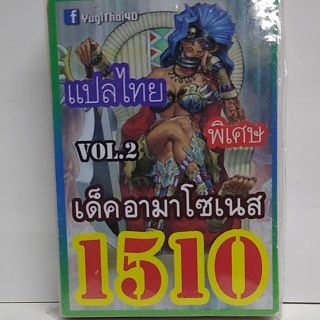 f YugiThai4D
แปลไทย
พิเศษ
VOL.2
เด็คอามาโซเนส
1510